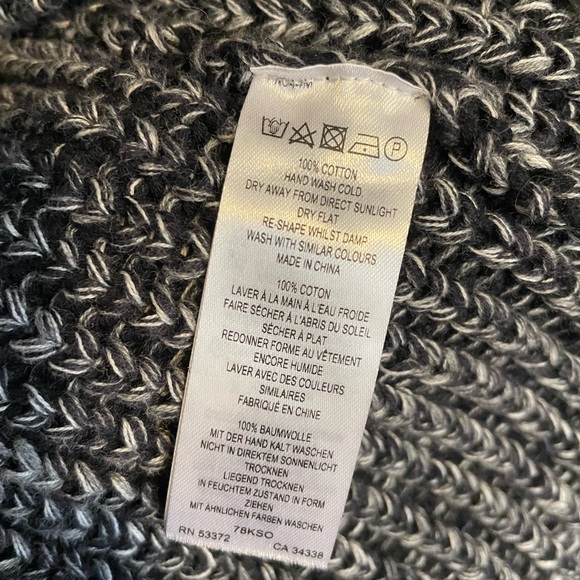 P
100% COTTON
HAND WASH COLD
DRY AWAY FROM DIRECT SUNLIGHT
DRY FLAT
RE-SHAPE WHILST DAMP
WASH WITH SIMILAR COLOURS
MADE IN CHINA
100% COTON
LAVER À LA MAIN À L'EAU FROIDE
FAIRE SÉCHER À L'ABRIS DU SOLEIL
SÉCHER À PLAT
REDONNER FORME AU VÊTEMENT
ENCORE HUMIDE
LAVER AVEC DES COULEURS
SIMILAIRES
FABRIQUÉ EN CHINE
100% BAUMWOLLE
MIT DER HAND KALT WASCHEN
NICHT IN DIREKTEM SONNENLICHT
TROCKNEN
LIEGEND TROCKNEN
IN FEUCHTEM ZUSTAND IN FORM
ZIEHEN
MIT ÄHNLICHEN FARBEN WASCHEN
RN 53372 78KSO CA 34338